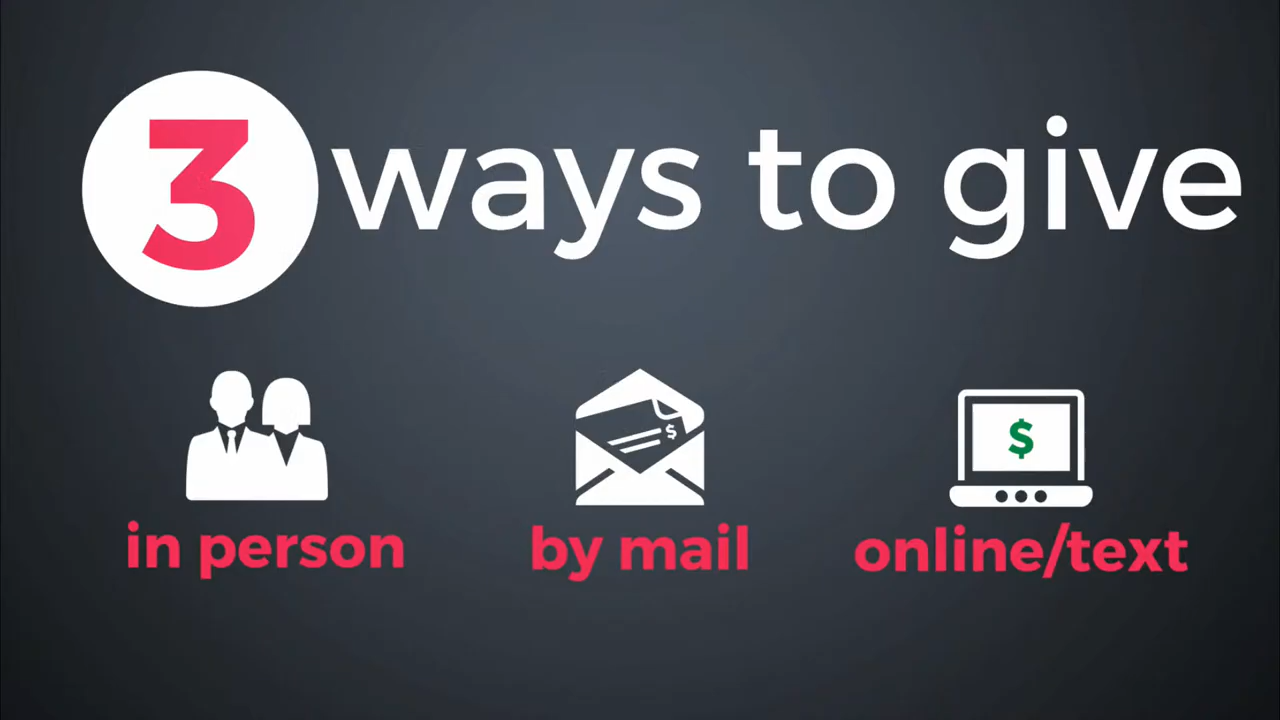 3 ways to give
$
$
in person
by mail
online/text